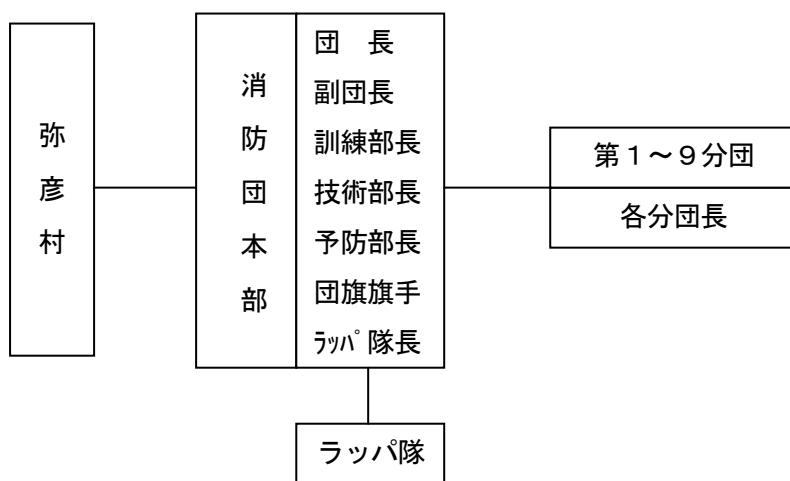 弥彦村
消防団本部
団　長
副団長
訓練部長
技術部長
予防部長
団旗旗手
ﾗｯﾊﾟ隊長
第１～９分団
各分団長
ラッパ隊